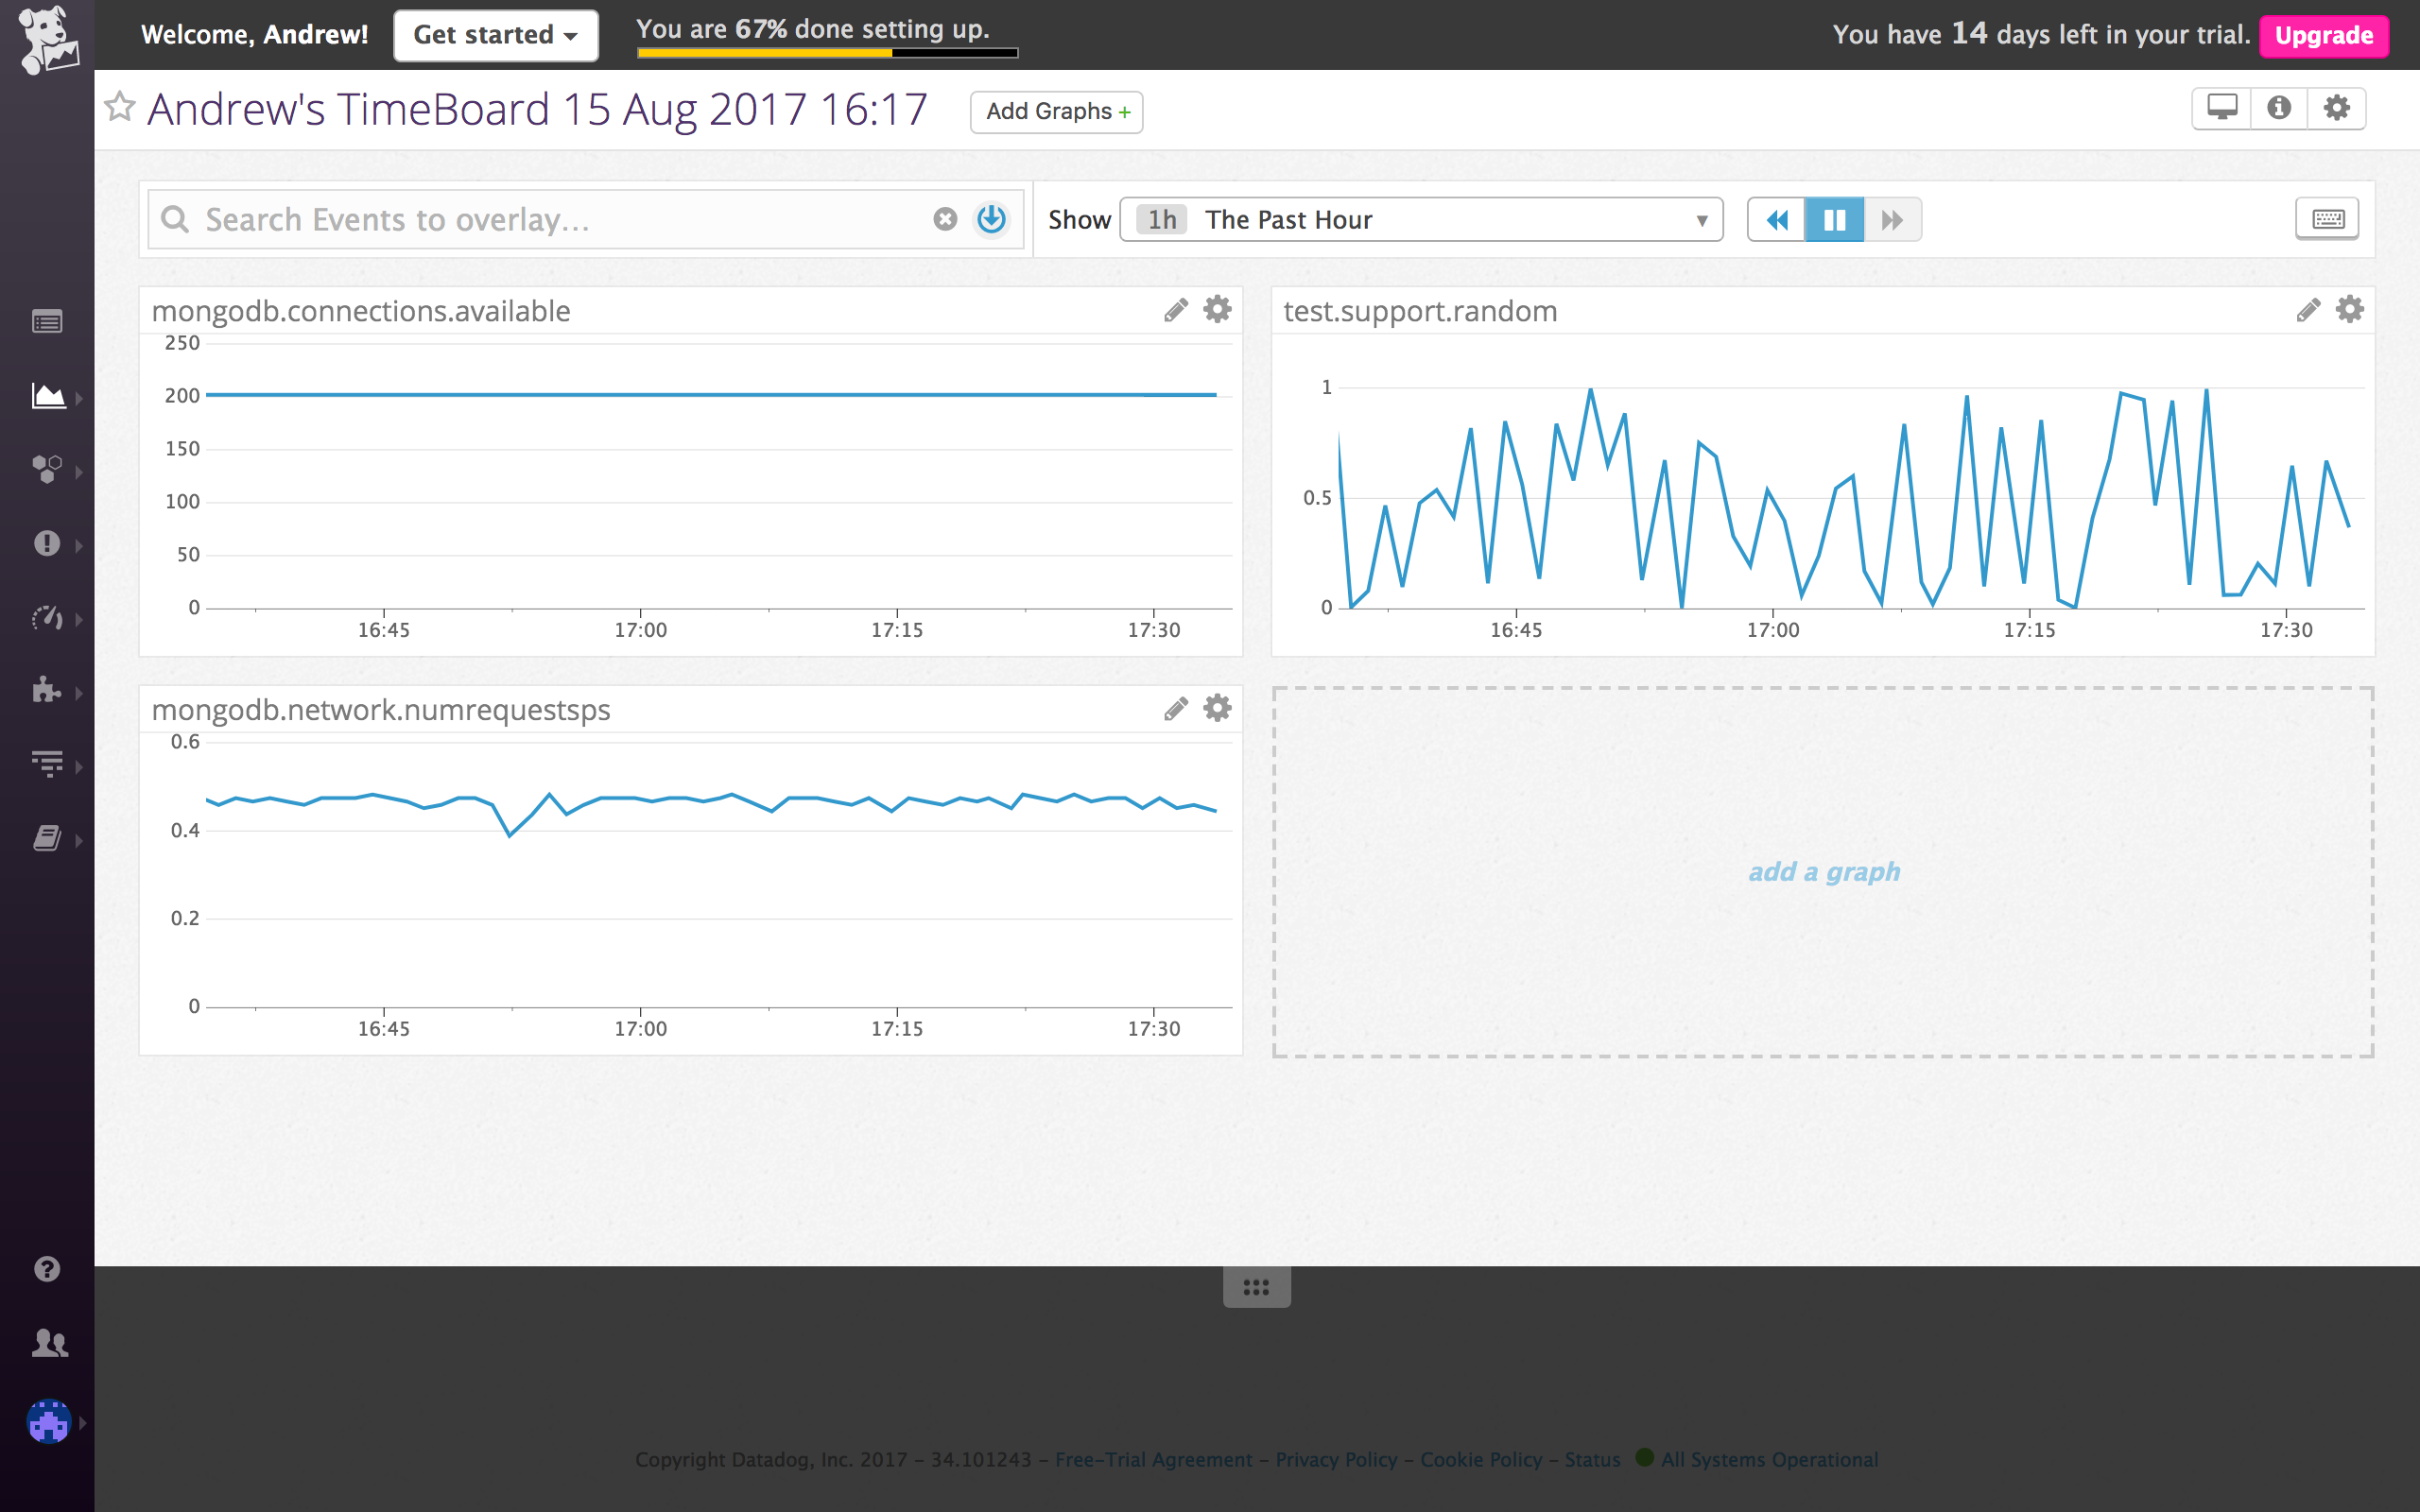 Welcome, Andrew!
Get started
You are 67% done setting up.
You have 14 days left in your trial.
Upgrade
Andrew's TimeBoard 15 Aug 2017 16:17
Add Graphs +
Search Events to overlay...
Show
1h The Past Hour
mongodb.connections.available
250
200
150
100
50
0
16:45 17:00 17:15 17:30
test.support.random
1
0.5
0
16:45 17:00 17:15 17:30
mongodb.network.numrequestsps
0.6
0.4
0.2
0
16:45 17:00 17:15 17:30
add a graph
Copyright Datadog, Inc. 2017 - 34.101243 - Free-Trial Agreement - Privacy Policy - Cookie Policy - Status All Systems Operational